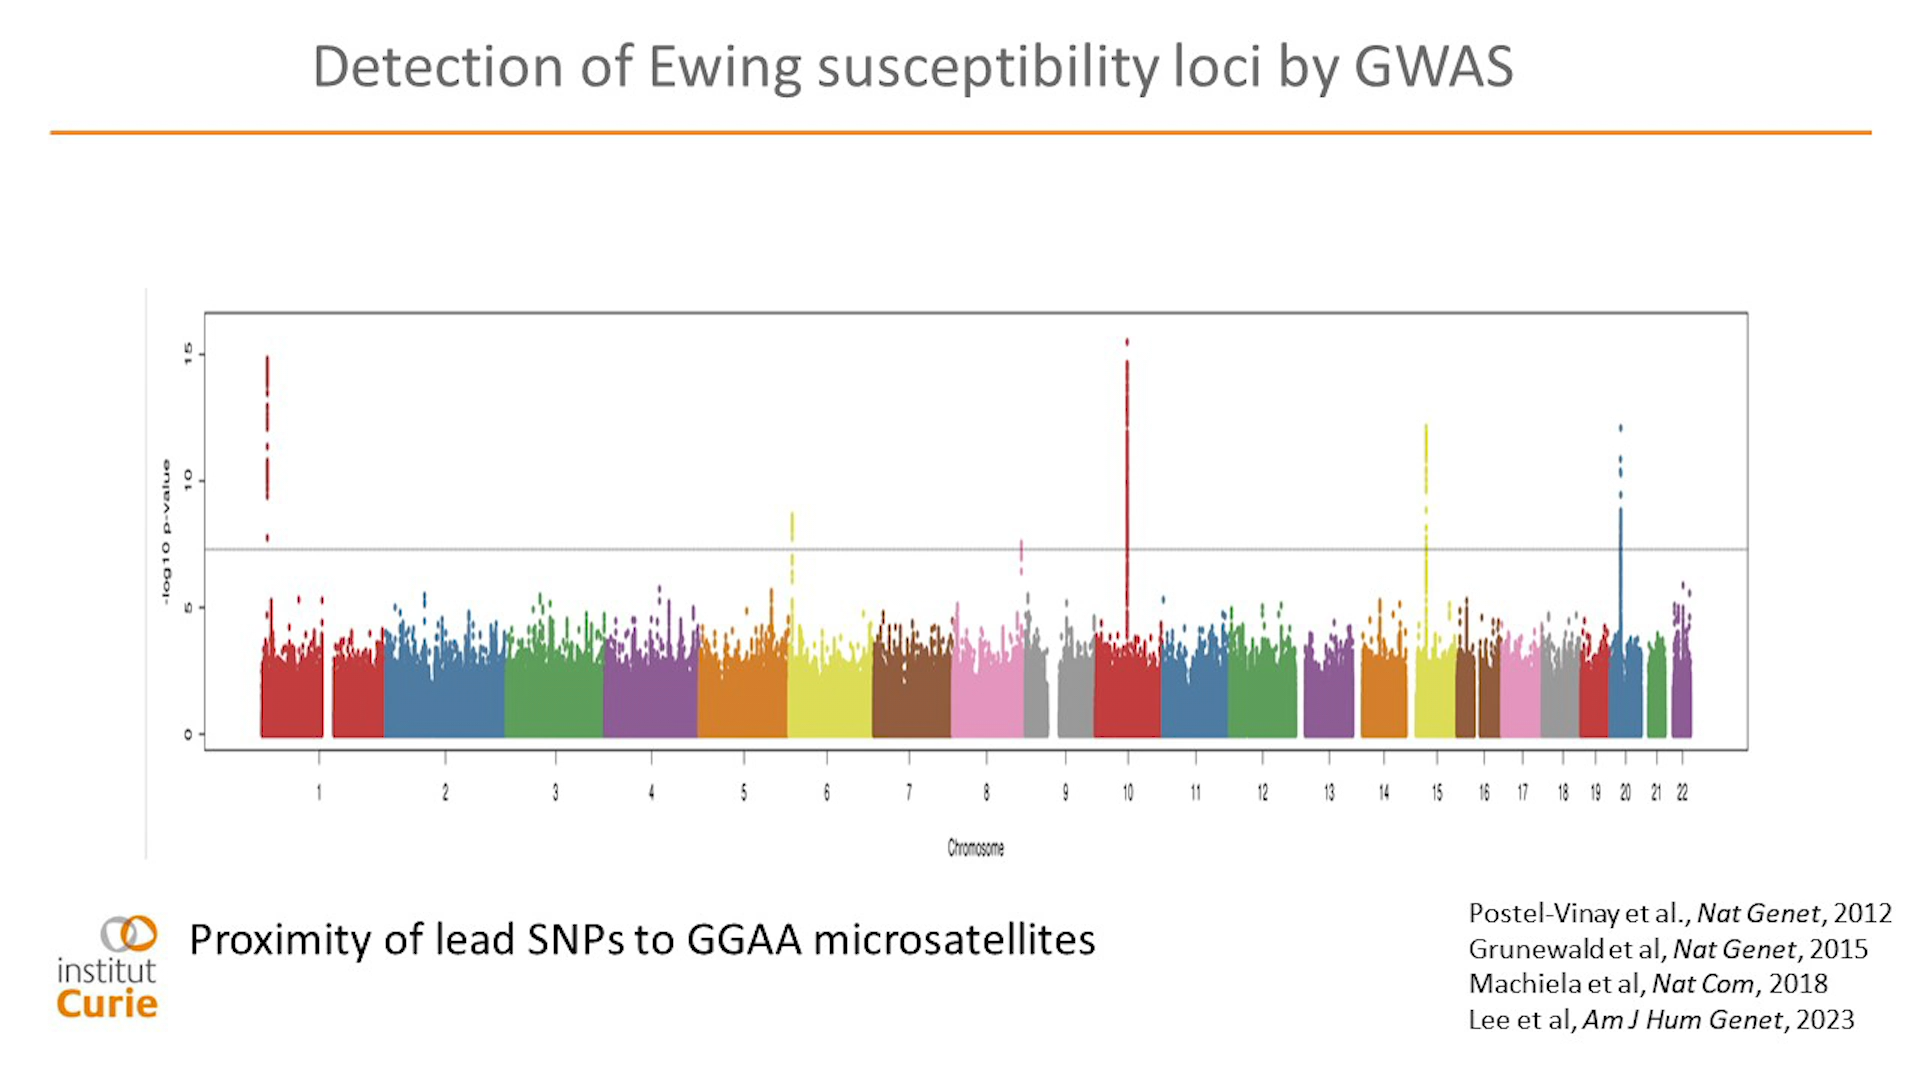 Detection of Ewing susceptibility loci by GWAS
15
10
5
0
-log10 p-value
1 2 3 4 5 6 7 8 9 10 11 12 13 14 15 16 17 18 19 20 21 22
Chromosome
institut
Curie
Proximity of lead SNPs to GGAA microsatellites
Postel-Vinay et al., Nat Genet, 2012
Grunewald et al, Nat Genet, 2015
Machiela et al, Nat Com, 2018
Lee et al, Am J Hum Genet, 2023